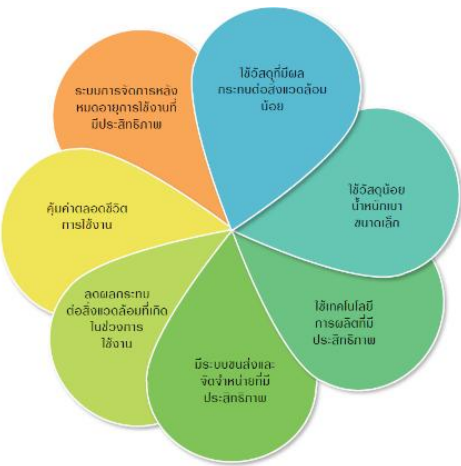 ใช้วัสดุที่มีผล
กระทบต่อสิ่งแวดล้อม
น้อย
ใช้วัสดุน้อย
น้ำหนักเบา
ขนาดเล็ก
ใช้เทคโนโลยี
การผลิตที่มี
ประสิทธิภาพ
มีระบบขนส่งและ
จัดจำหน่ายที่มี
ประสิทธิภาพ
ลดผลกระทบ
ต่อสิ่งแวดล้อมที่เกิด
ในช่วงการ
ใช้งาน
คุ้มค่าตลอดชีวิต
การใช้งาน
ระบบการจัดการหลัง
หมดอายุการใช้งานที่
มีประสิทธิภาพ